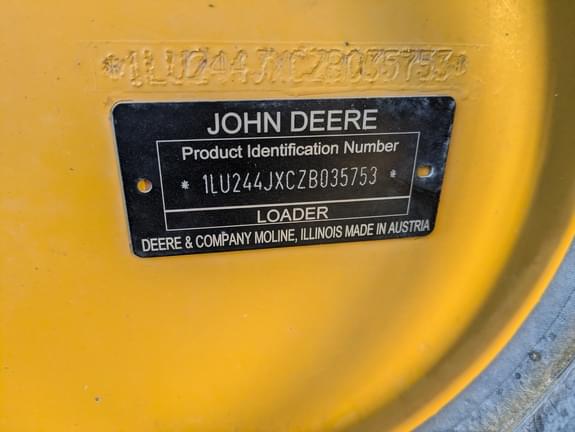 *1LU244JXCZB035753*
JOHN DEERE
Product Identification Number
* 1LU244JXCZB035753 *
LOADER
DEERE & COMPANY MOLINE, ILLINOIS MADE IN AUSTRIA